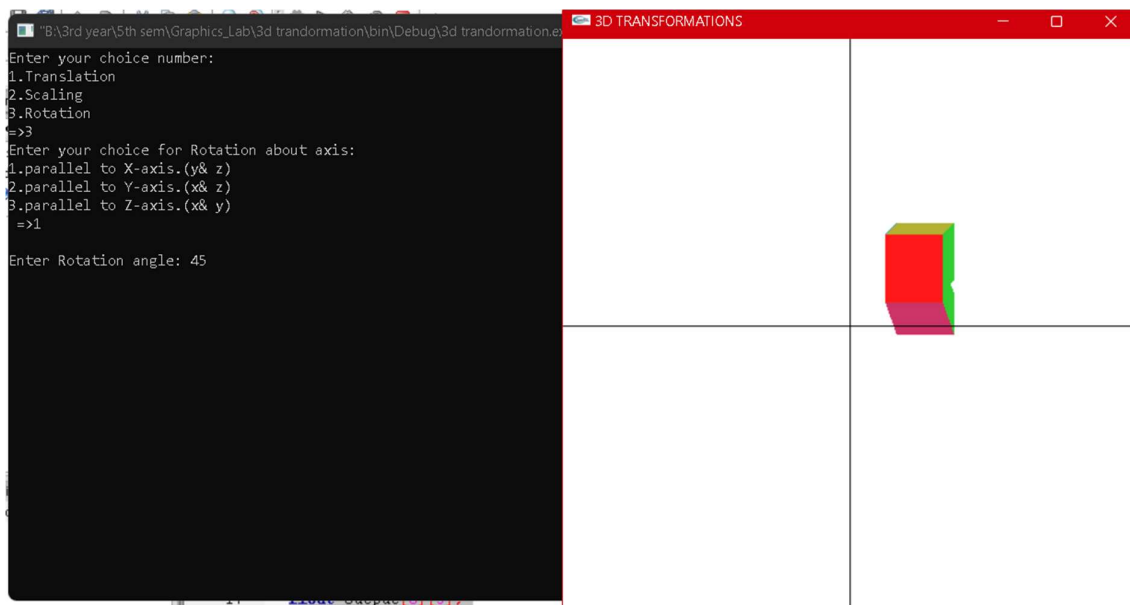 "B:\3rd year\5th sem\Graphics_Lab\3d trandormation\bin\Debug\3d trandormation.ex
3D TRANSFORMATIONS
Enter your choice number:
1.Translation
2.Scaling
3.Rotation
=>3
Enter your choice for Rotation about axis:
1.parallel to X-axis.(y& z)
2.parallel to Y-axis.(x& z)
3.parallel to Z-axis.(x& y)
=>1
Enter Rotation angle: 45